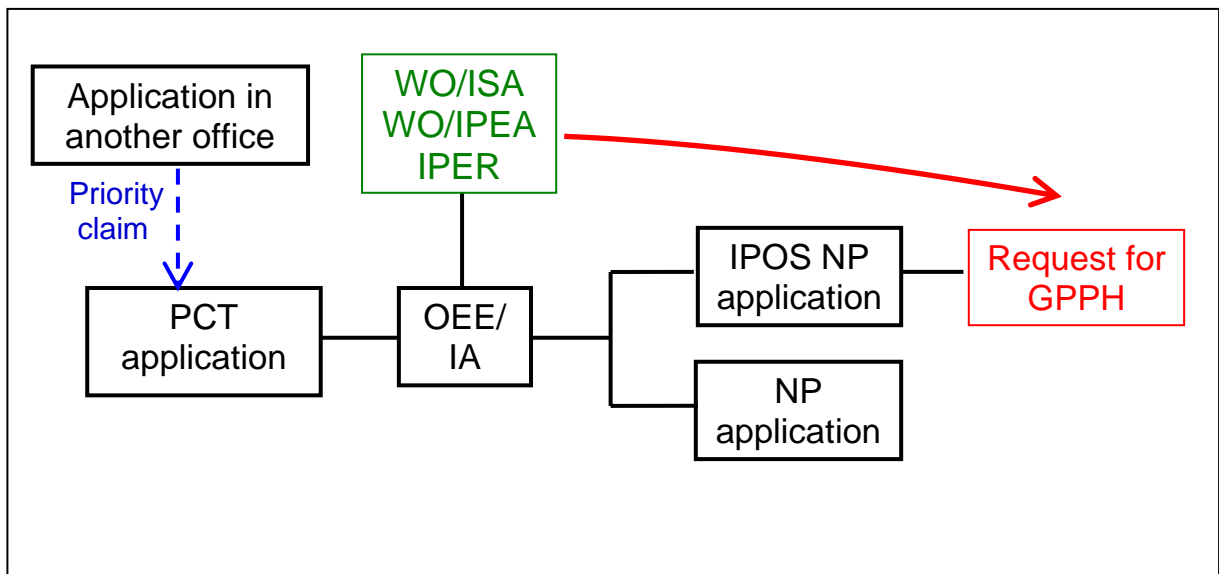 Application in
another office
Priority
claim
PCT
application
WO/ISA
WO/IPEA
IPER
OEE/
IA
IPOS NP
application
NP
application
Request for
GPPH